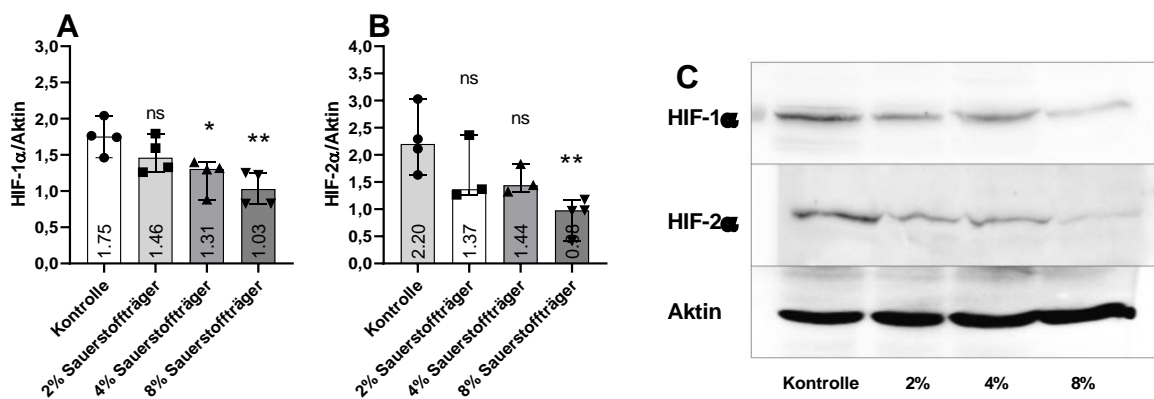 A
HIF-1α/Aktin
3,0
2,5
2,0
1,5
1,0
0,5
0,0
ns
*
**
1.75
1.46
1.31
1.03
Kontrolle
2% Sauerstoffträger
4% Sauerstoffträger
8% Sauerstoffträger
B
HIF-2α/Aktin
4,0
3,5
3,0
2,5
2,0
1,5
1,0
0,5
0,0
ns
ns
**
2.20
1.37
1.44
0.98
Kontrolle
2% Sauerstoffträger
4% Sauerstoffträger
8% Sauerstoffträger
C
HIF-1α
HIF-2α
Aktin
Kontrolle 2% 4% 8%